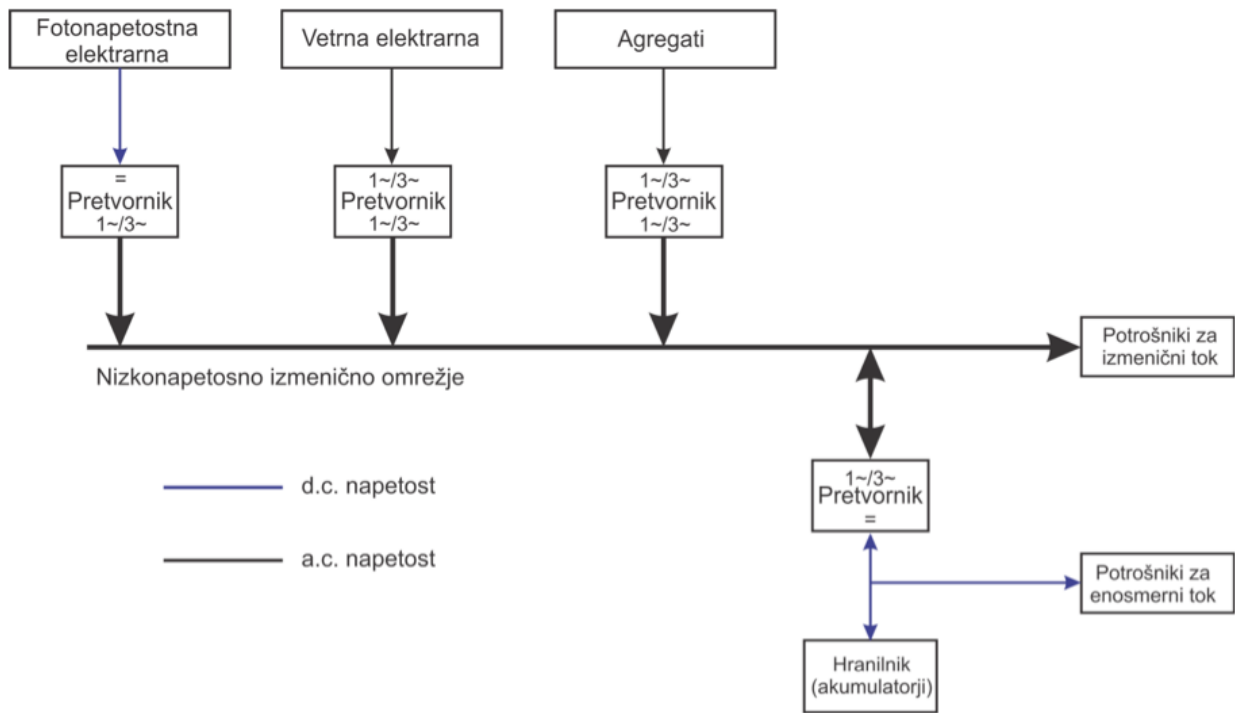 Fotonapetostna
elektrarna
Vetrna elektrarna
Agregati
=
Pretvornik
1~/3~
1~/3~
Pretvornik
1~/3~
1~/3~
Pretvornik
1~/3~
Potrošniki za
izmenični tok
Nizkonapetosno izmenično omrežje
1~/3~
Pretvornik
=
d.c. napetost
a.c. napetost
Potrošniki za
enosmerni tok
Hranilnik
(akumulatorji)